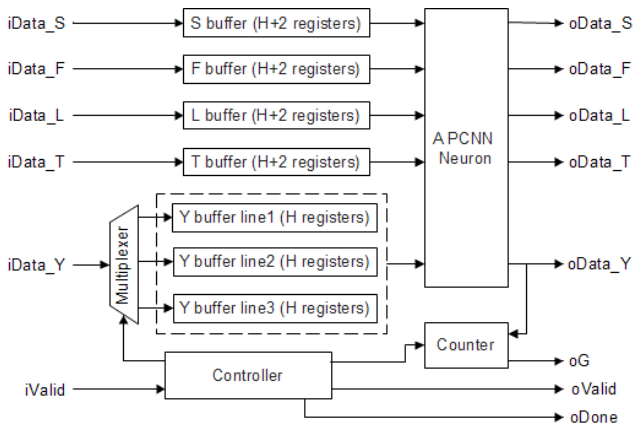 iData_S
S buffer (H+2 registers)
oData_S
iData_F
F buffer (H+2 registers)
oData_F
iData_L
L buffer (H+2 registers)
oData_L
iData_T
T buffer (H+2 registers)
oData_T
A PCNN
Neuron
iData_Y
Multiplexer
Y buffer line1 (H registers)
Y buffer line2 (H registers)
Y buffer line3 (H registers)
oData_Y
Counter
oG
iValid
Controller
oValid
oDone